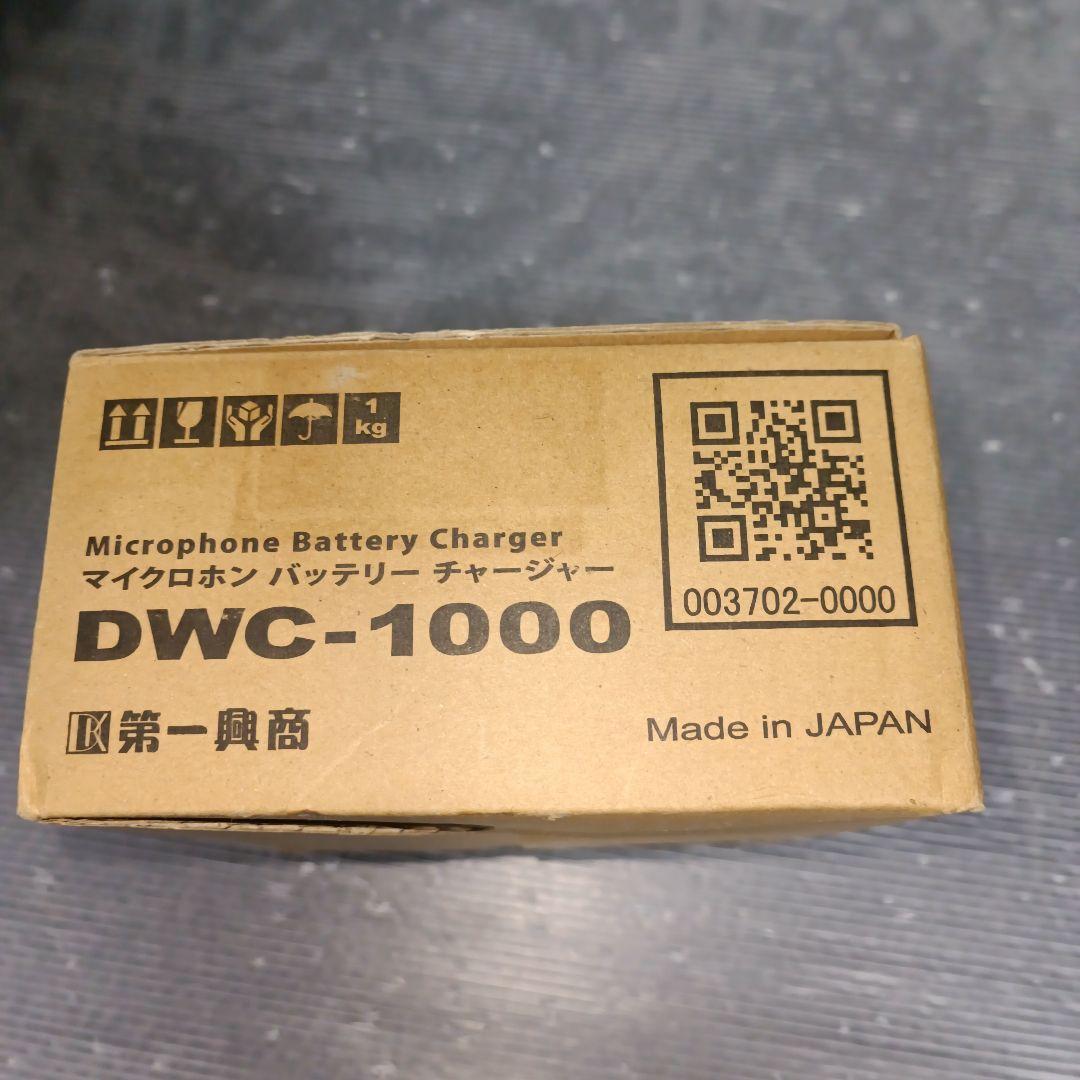 1
kg
Microphone Battery Charger
マイクロホン バッテリー チャージャー
DWC-1000
DK 第一興商
003702-0000
Made in JAPAN